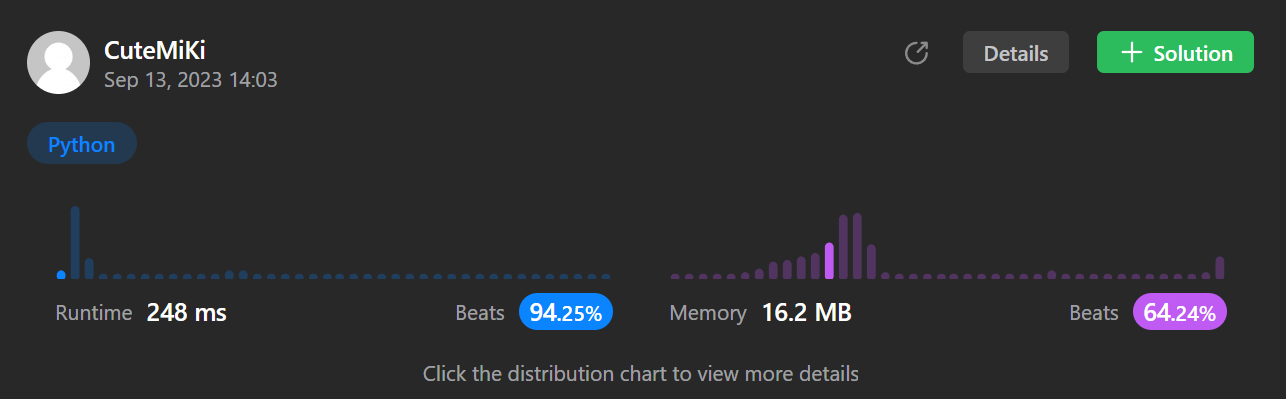 CuteMiKi
Sep 13, 2023 14:03
Details
Solution
Python
Runtime 248 ms Beats 94.25%
Memory 16.2 MB Beats 64.24%
Click the distribution chart to view more details